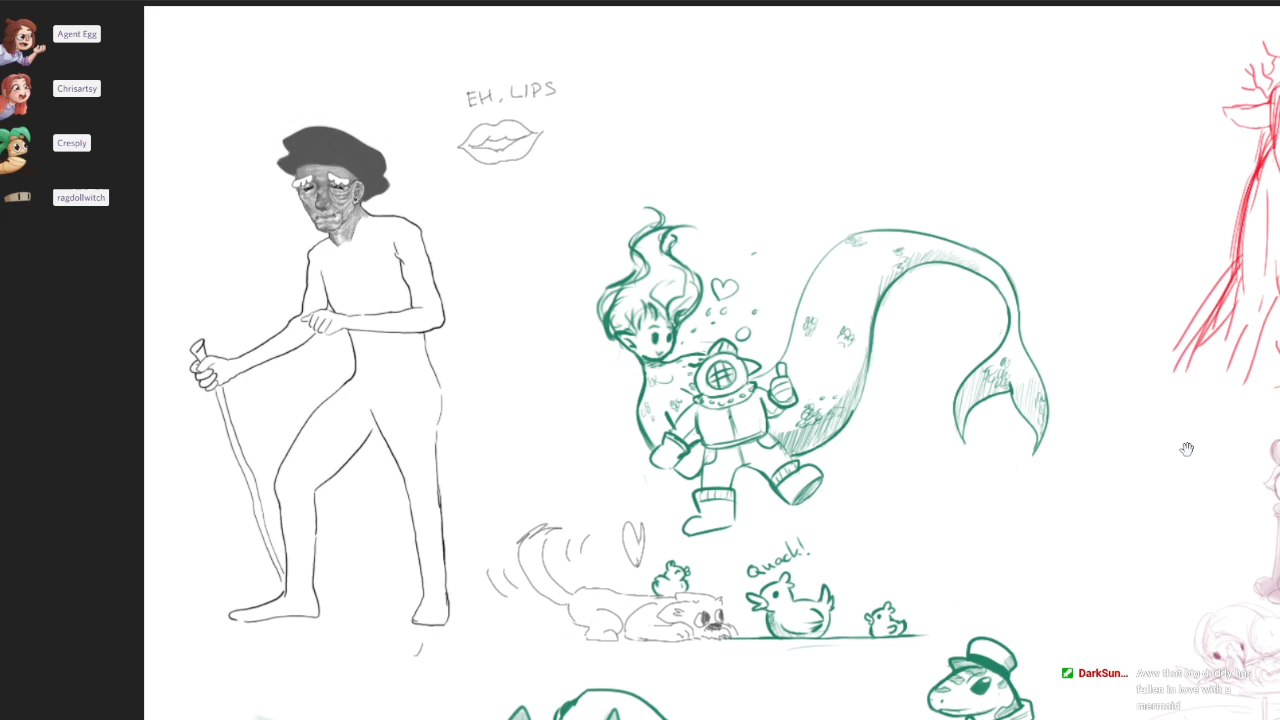 Agent Egg
Chrisartsy
Cresply
ragdollwitch
EH, LIPS
Quack!
DarkSun... Aww that big daddy has
fallen in love with a
mermaid